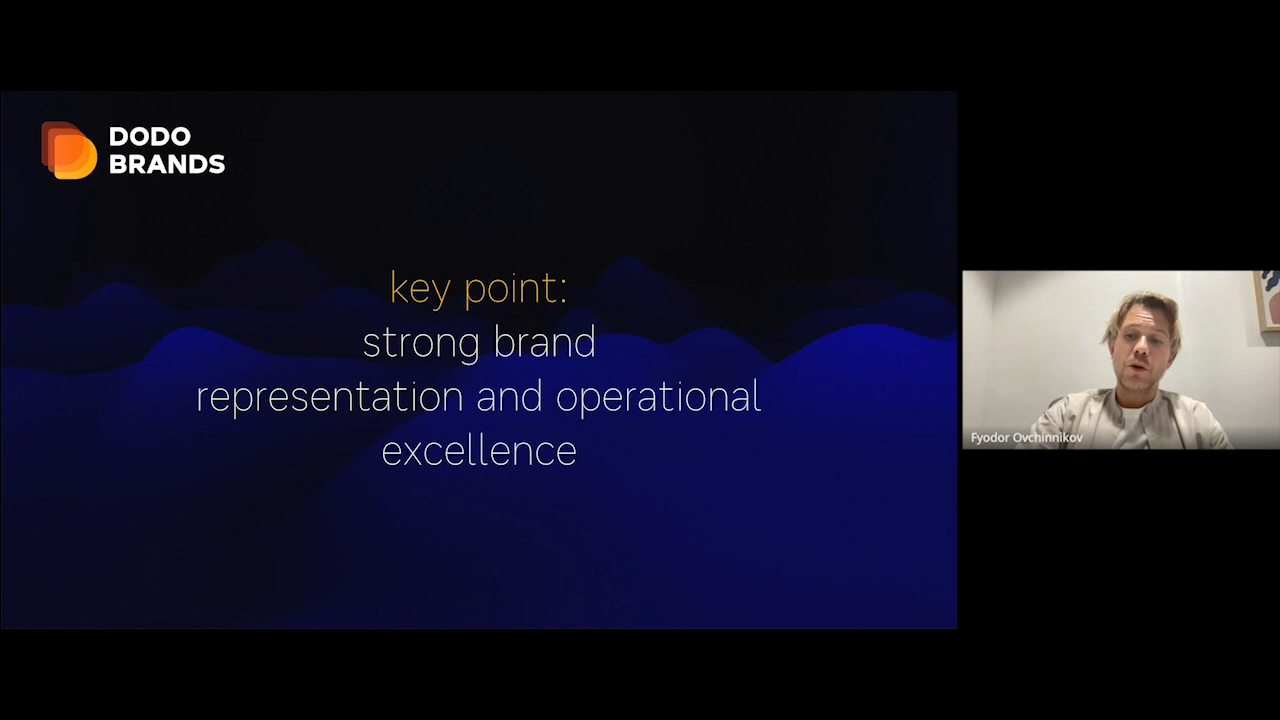 DODO
BRANDS
key point:
strong brand
representation and operational
excellence
Fyodor Ovchinnikov